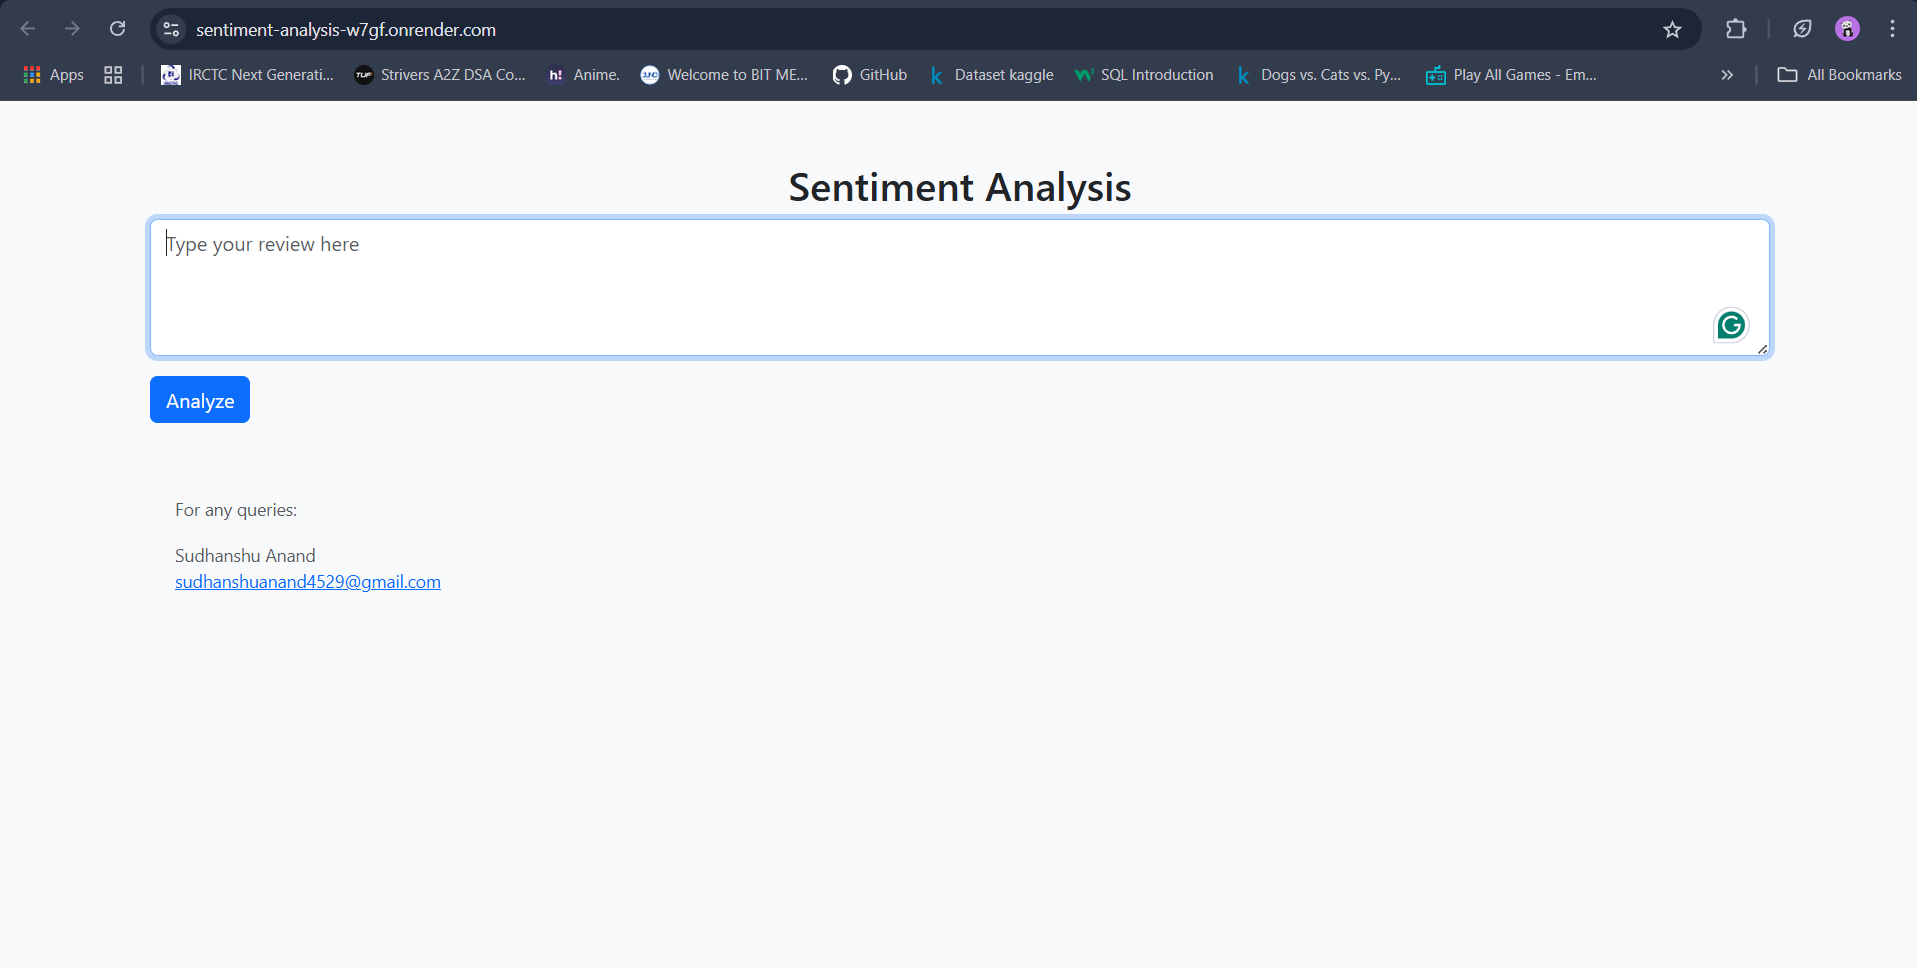 sentiment-analysis-w7gf.onrender.com
Apps IRCTC Next Generati... TUF Strivers A2Z DSA Co... h! Anime. Welcome to BIT ME... GitHub k Dataset kaggle SQL Introduction k Dogs vs. Cats vs. Py... Play All Games - Em... » All Bookmarks
Sentiment Analysis
Type your review here
Analyze
For any queries:
Sudhanshu Anand
sudhanshuanand4529@gmail.com